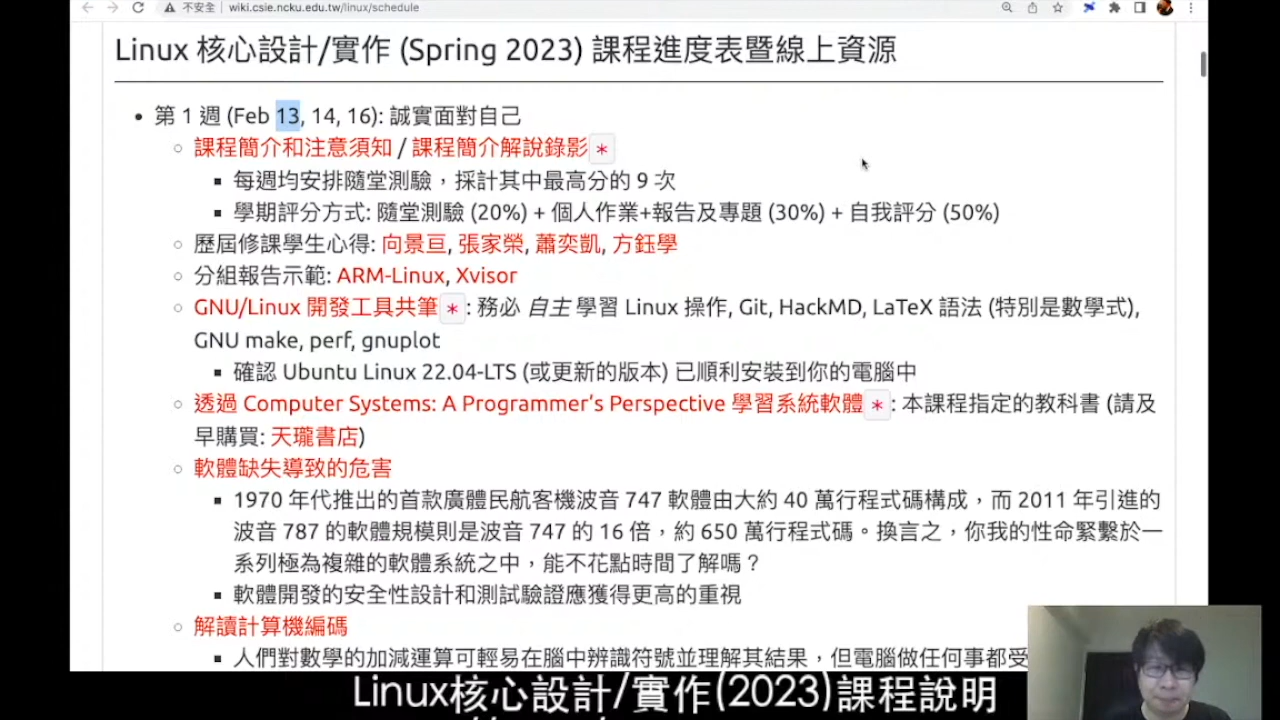 不安全 wiki.csie.ncku.edu.tw/linux/schedule
Linux 核心設計/實作 (Spring 2023) 課程進度表暨線上資源
第 1 週 (Feb 13, 14, 16): 誠實面對自己
課程簡介和注意須知 / 課程簡介解說錄影 *
每週均安排隨堂測驗，採計其中最高分的 9 次
學期評分方式: 隨堂測驗 (20%) + 個人作業+報告及專題 (30%) + 自我評分 (50%)
歷屆修課學生心得: 向景亘, 張家榮, 蕭奕凱, 方鈺學
分組報告示範: ARM-Linux, Xvisor
GNU/Linux 開發工具共筆 *: 務必 自主 學習 Linux 操作, Git, HackMD, LaTeX 語法 (特別是數學式),
GNU make, perf, gnuplot
確認 Ubuntu Linux 22.04-LTS (或更新的版本) 已順利安裝到你的電腦中
透過 Computer Systems: A Programmer’s Perspective 學習系統軟體 *: 本課程指定的教科書 (請及
早購買: 天瓏書店)
軟體缺失導致的危害
1970 年代推出的首款廣體民航客機波音 747 軟體由大約 40 萬行程式碼構成，而 2011 年引進的
波音 787 的軟體規模則是波音 747 的 16 倍，約 650 萬行程式碼。換言之，你我的性命緊繫於一
系列極為複雜的軟體系統之中，能不花點時間了解嗎？
軟體開發的安全性設計和測試驗證應獲得更高的重視
解讀計算機編碼
人們對數學的加減運算可輕易在腦中辨識符號並理解其結果，但電腦做任何事都受
Linux核心設計/實作(2023)課程說明